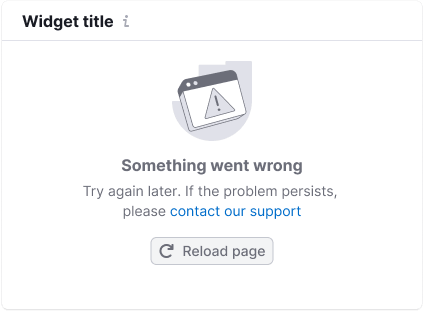 Widget title
Something went wrong
Try again later. If the problem persists,
please contact our support
Reload page